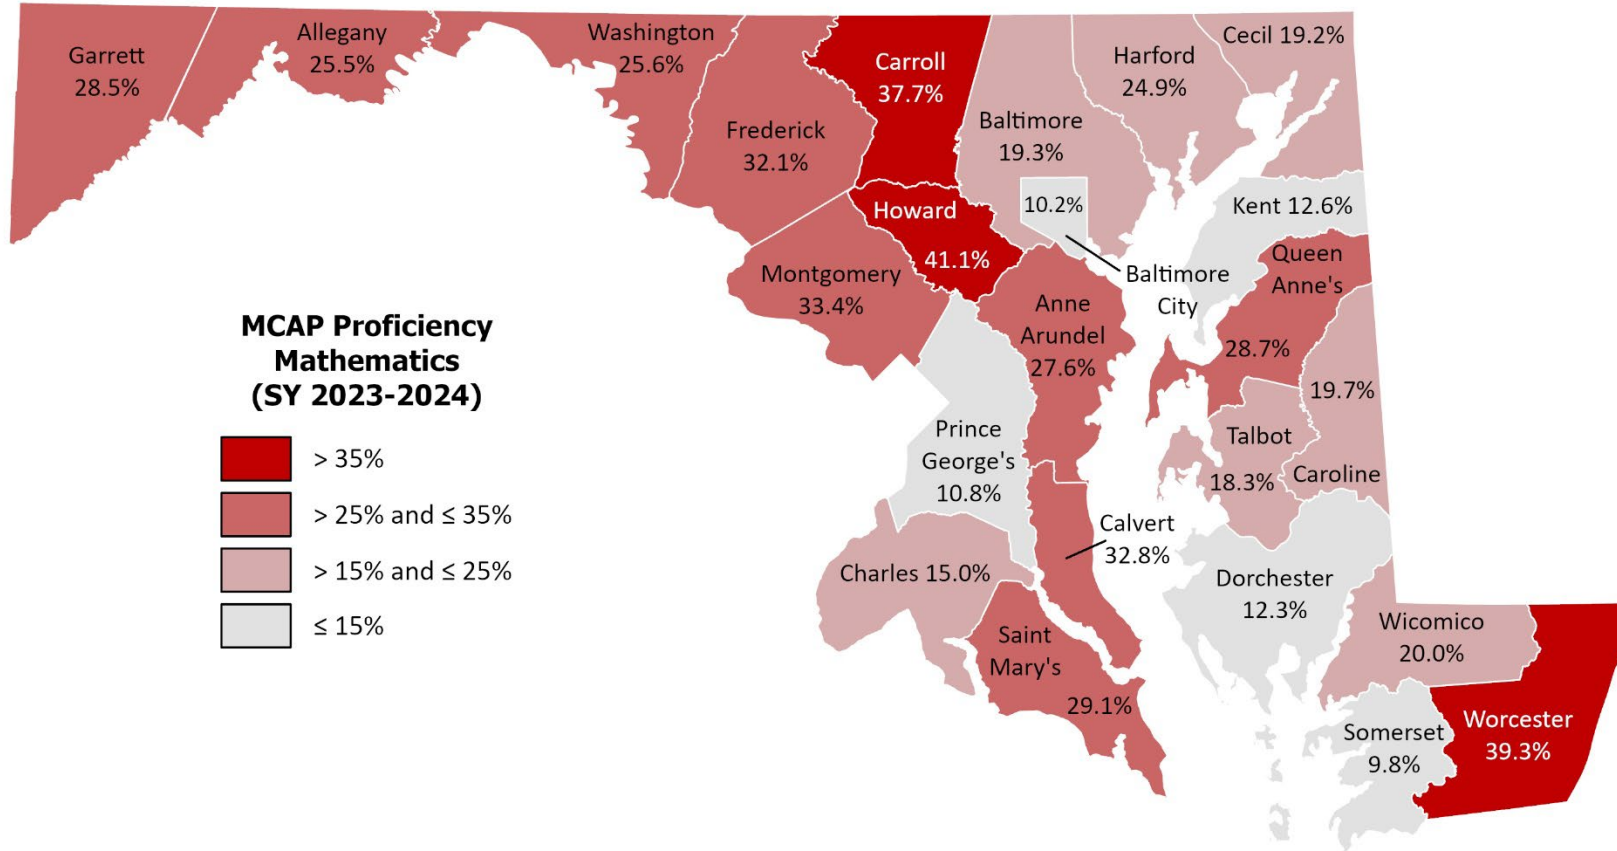 Garrett
28.5%
Allegany
25.5%
Washington
25.6%
Frederick
32.1%
Carroll
37.7%
Baltimore
19.3%
Harford
24.9%
Cecil 19.2%
Howard
41.1%
10.2%
Baltimore
City
Kent 12.6%
Queen
Anne's
28.7%
Montgomery
33.4%
Anne
Arundel
27.6%
19.7%
Caroline
Talbot
18.3%
Prince
George's
10.8%
Calvert
32.8%
Charles 15.0%
Saint
Mary's
29.1%
Dorchester
12.3%
Wicomico
20.0%
Somerset
9.8%
Worcester
39.3%
MCAP Proficiency
Mathematics
(SY 2023-2024)
> 35%
> 25% and ≤ 35%
> 15% and ≤ 25%
≤ 15%